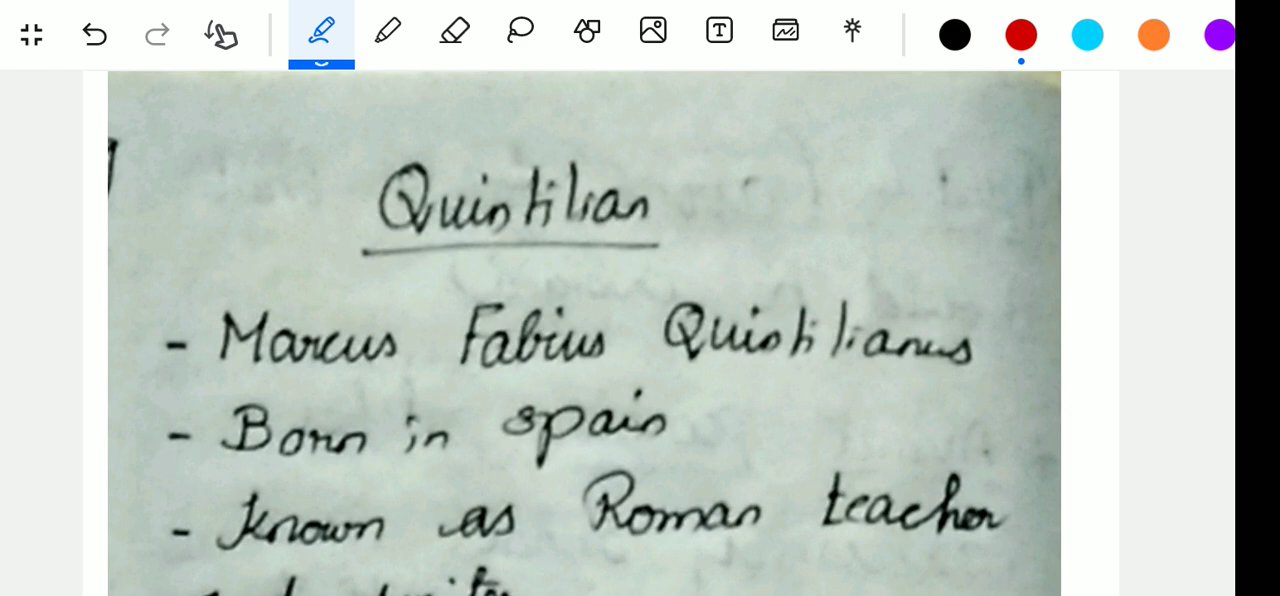 Quintilian
- Marcus Fabius Quintilianus
- Born in spain
- Known as Roman teacher